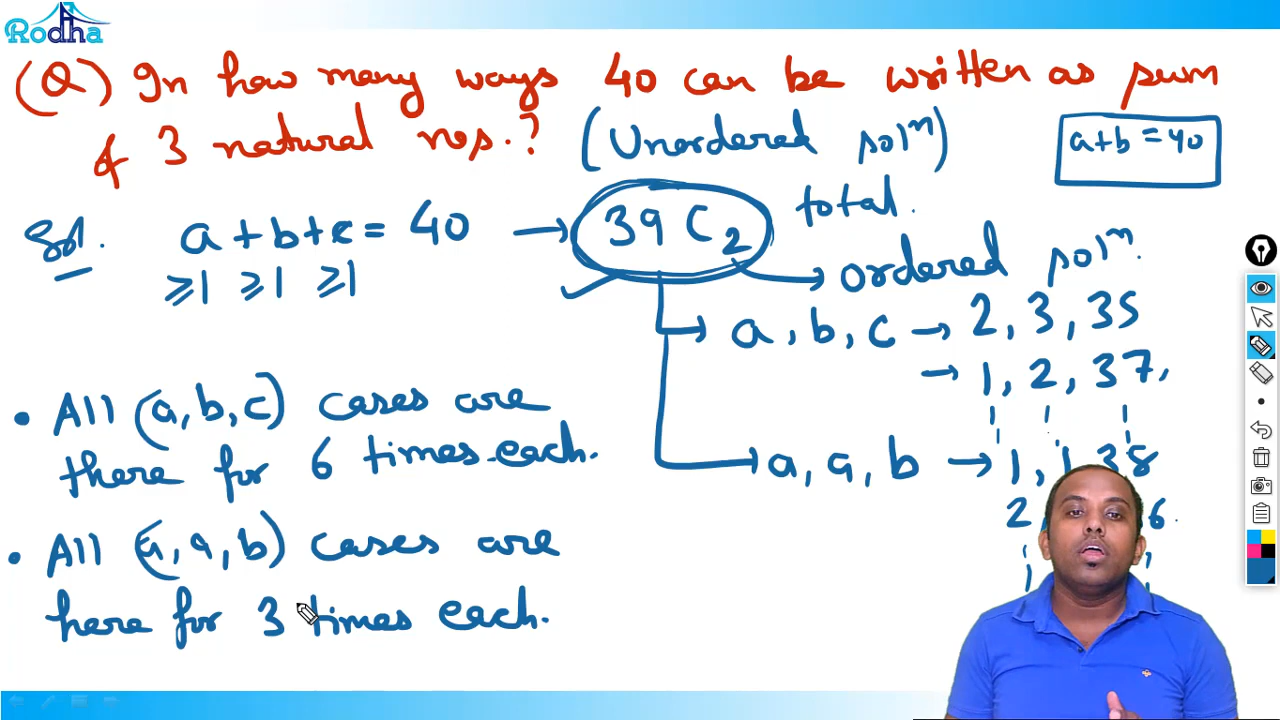 Rodha
(Q) In how many ways 40 can be written as sum
of 3 natural nos.? (Unordered solⁿ)
a+b=40
Sol. a+b+c=40 → 39C₂ total.
≥1 ≥1 ≥1
→ ordered solⁿ.
→ a, b, c → 2, 3, 35
→ 1, 2, 37,
• All (a,b,c) cases are
there for 6 times each.
→ a, a, b → 1, 1, 38
2, 6.
• All (a, a, b) cases are
here for 3 times each.